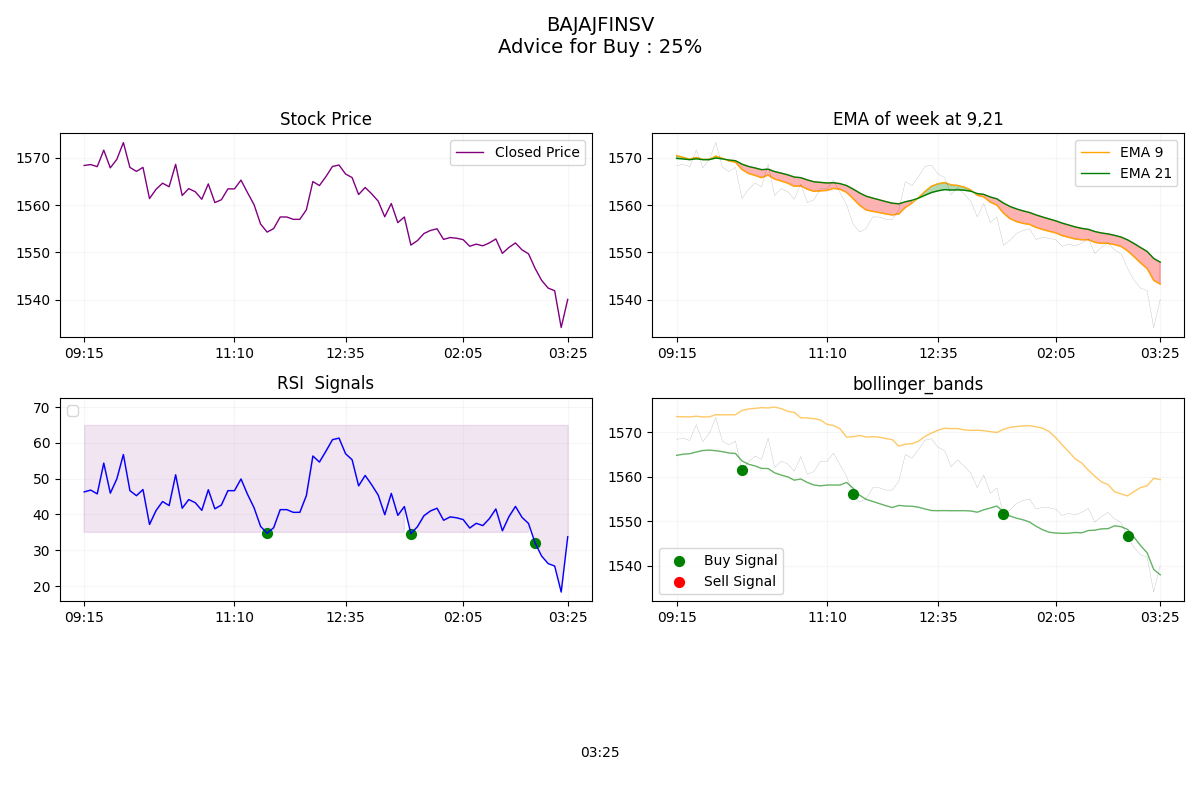 BAJAJFINSV
Advice for Buy : 25%
Stock Price
1570
1560
1550
1540
Closed Price
09:15 11:10 12:35 02:05 03:25
EMA of week at 9,21
1570
1560
1550
1540
EMA 9
EMA 21
09:15 11:10 12:35 02:05 03:25
RSI  Signals
70
60
50
40
30
20
09:15 11:10 12:35 02:05 03:25
bollinger_bands
1570
1560
1550
1540
Buy Signal
Sell Signal
09:15 11:10 12:35 02:05 03:25
03:25